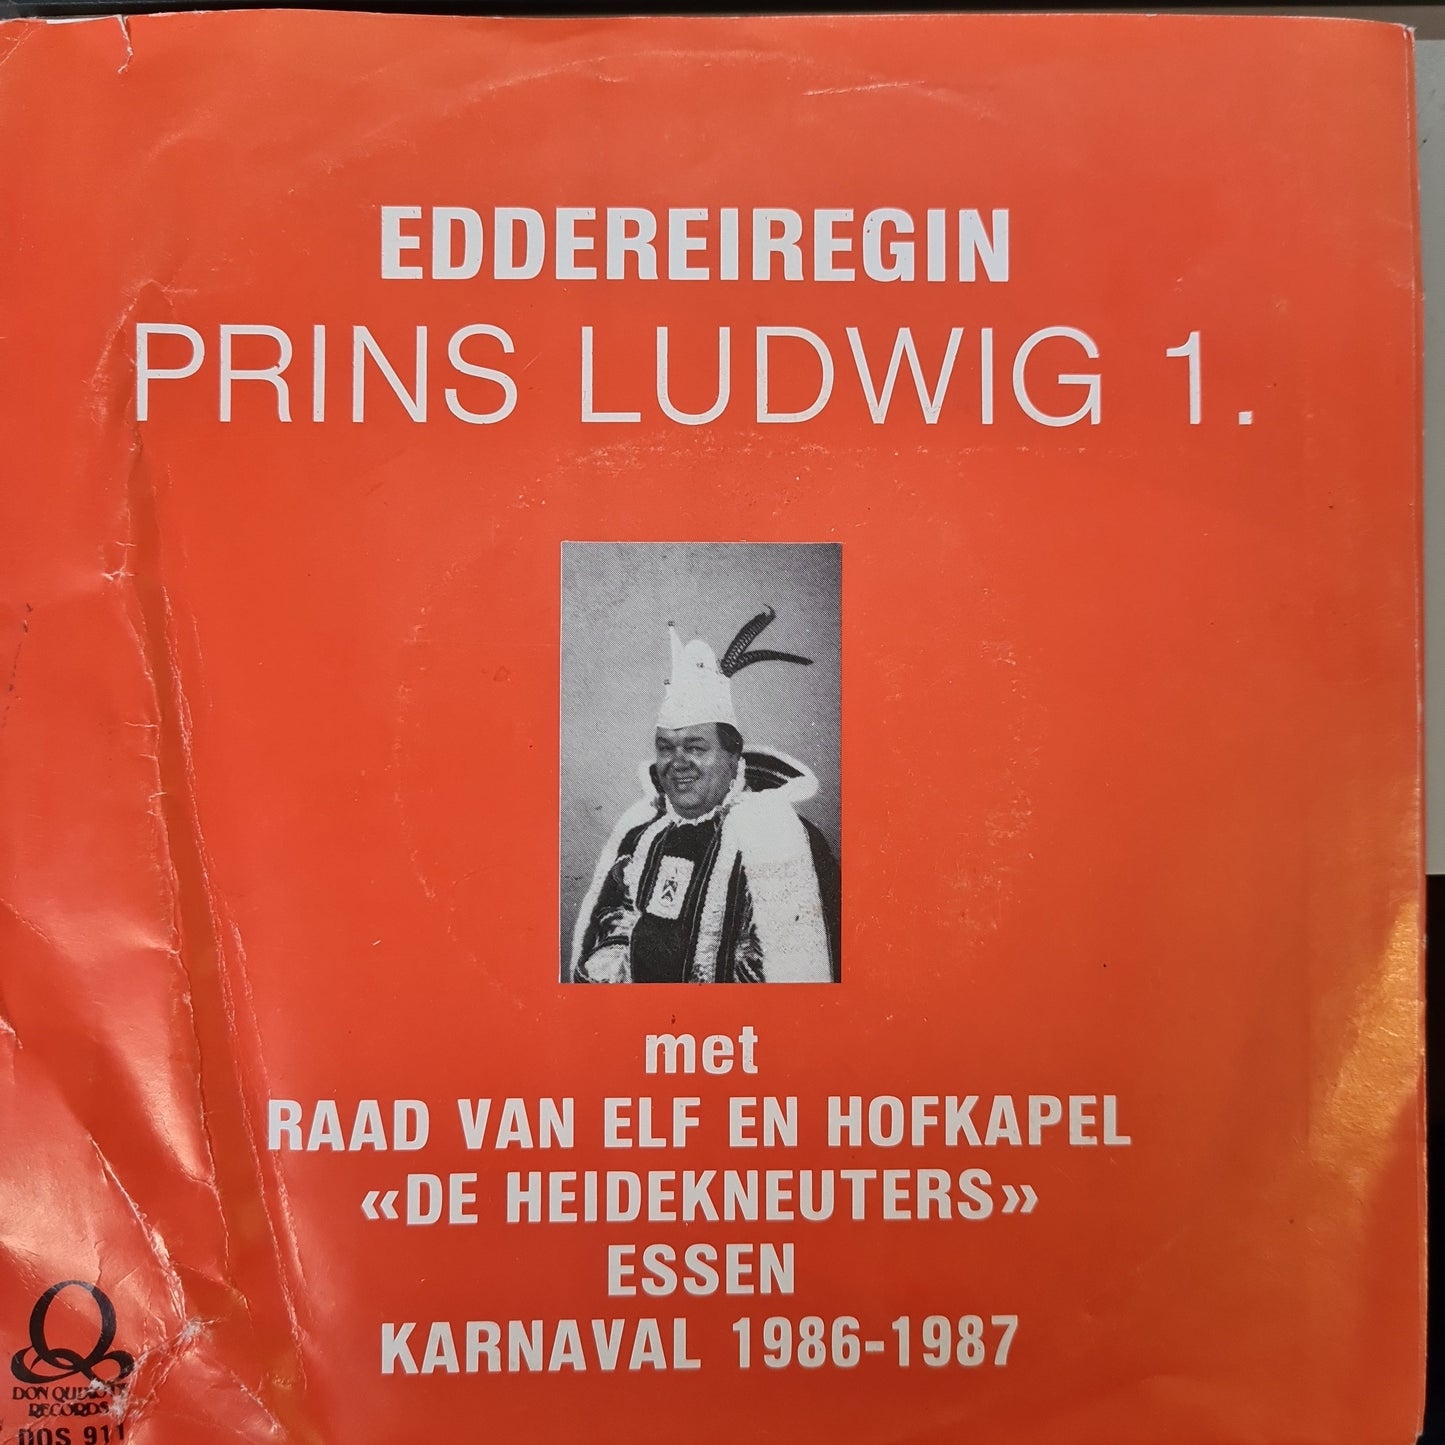 EDDEREIREGIN
PRINS LUDWIG 1.
met
RAAD VAN ELF EN HOFKAPEL
«DE HEIDEKNEUTERS»
ESSEN
KARNAVAL 1986-1987
DON QUIXOTE
RECORDS
DQS 911